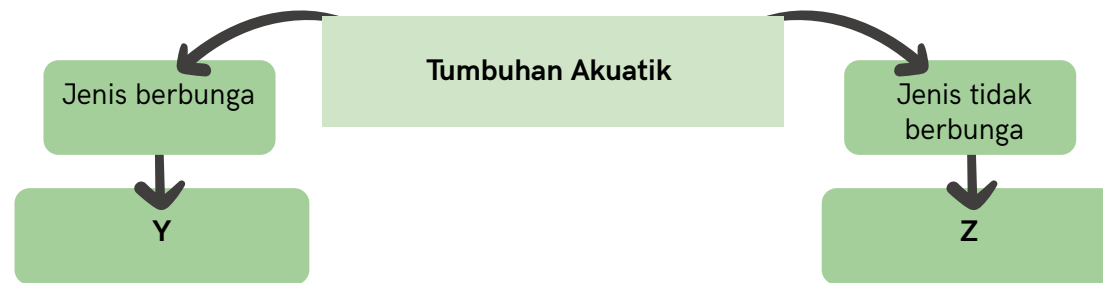 Tumbuhan Akuatik
Jenis berbunga
Jenis tidak
berbunga
Y
Z